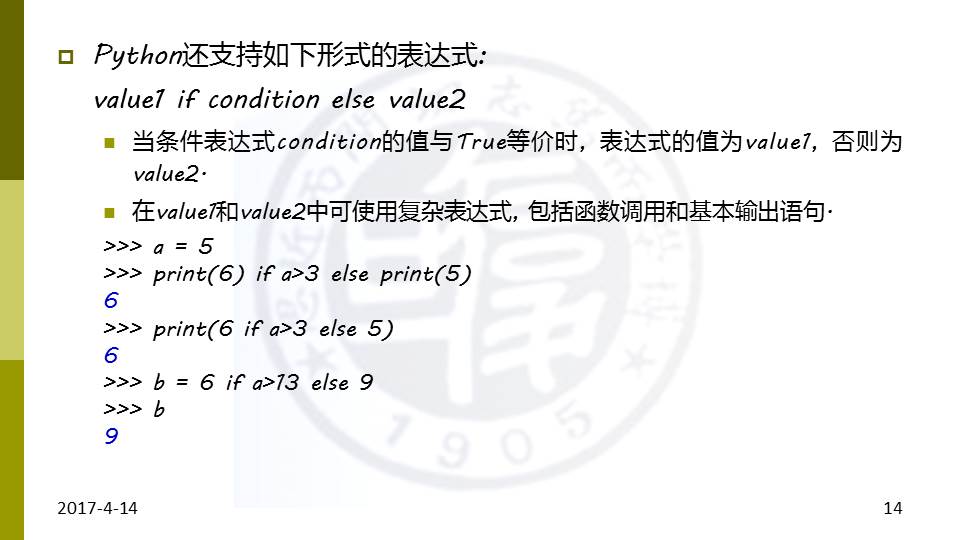 Python还支持如下形式的表达式:
value1 if condition else value2
当条件表达式condition的值与True等价时，表达式的值为value1，否则为
value2.
在value1和value2中可使用复杂表达式, 包括函数调用和基本输出语句.
>>> a = 5
>>> print(6) if a>3 else print(5)
6
>>> print(6 if a>3 else 5)
6
>>> b = 6 if a>13 else 9
>>> b
9
1905
2017-4-14
14